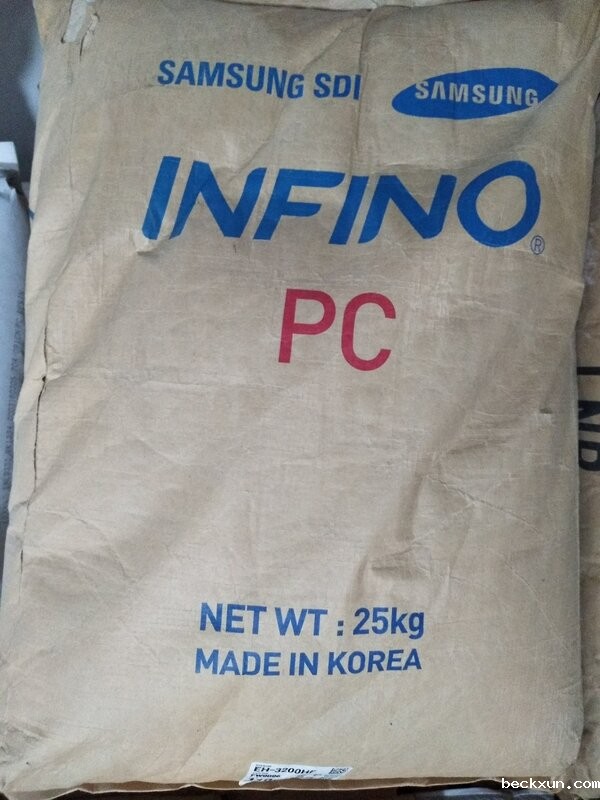 SAMSUNG SDI
SAMSUNG
INFINO
®
PC
NET WT : 25kg
MADE IN KOREA
beckxun.com